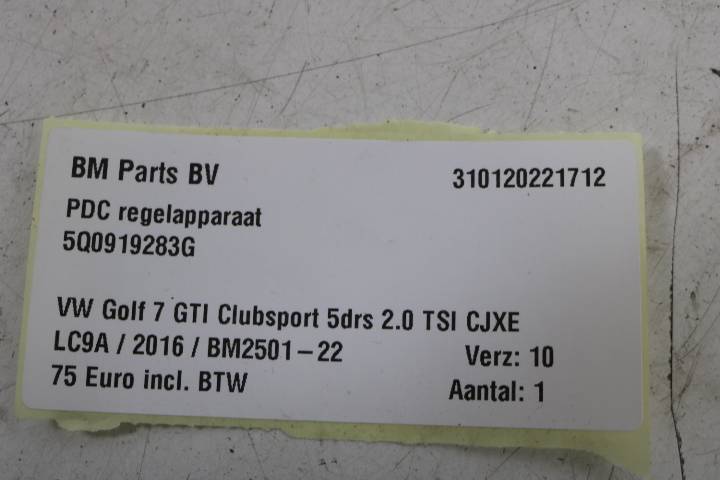 BM Parts BV 310120221712
PDC regelapparaat
5Q0919283G
VW Golf 7 GTI Clubsport 5drs 2.0 TSI CJXE
LC9A / 2016 / BM2501-22 Verz: 10
75 Euro incl. BTW Aantal: 1